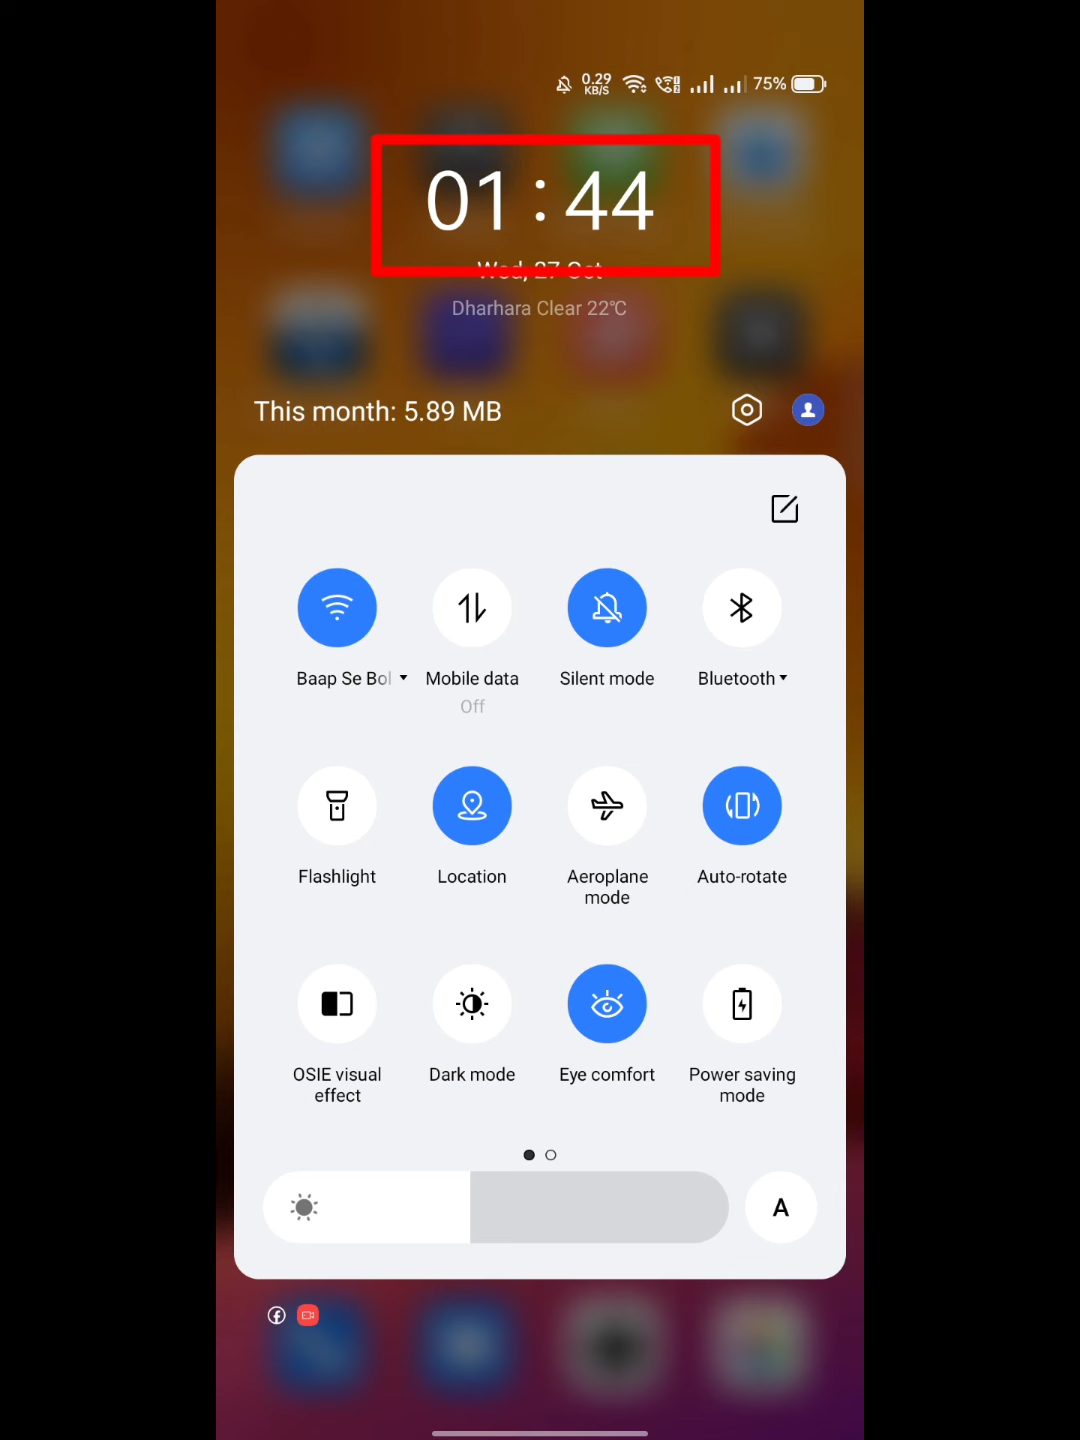 0.29
KB/S
75%
01 : 44
Wed, 27 Oct
Dharhara Clear 22°C
This month: 5.89 MB
Baap Se Bol
Mobile data
Silent mode
Bluetooth
Off
Flashlight
Location
Aeroplane
mode
Auto-rotate
OSIE visual
effect
Dark mode
Eye comfort
Power saving
mode
A